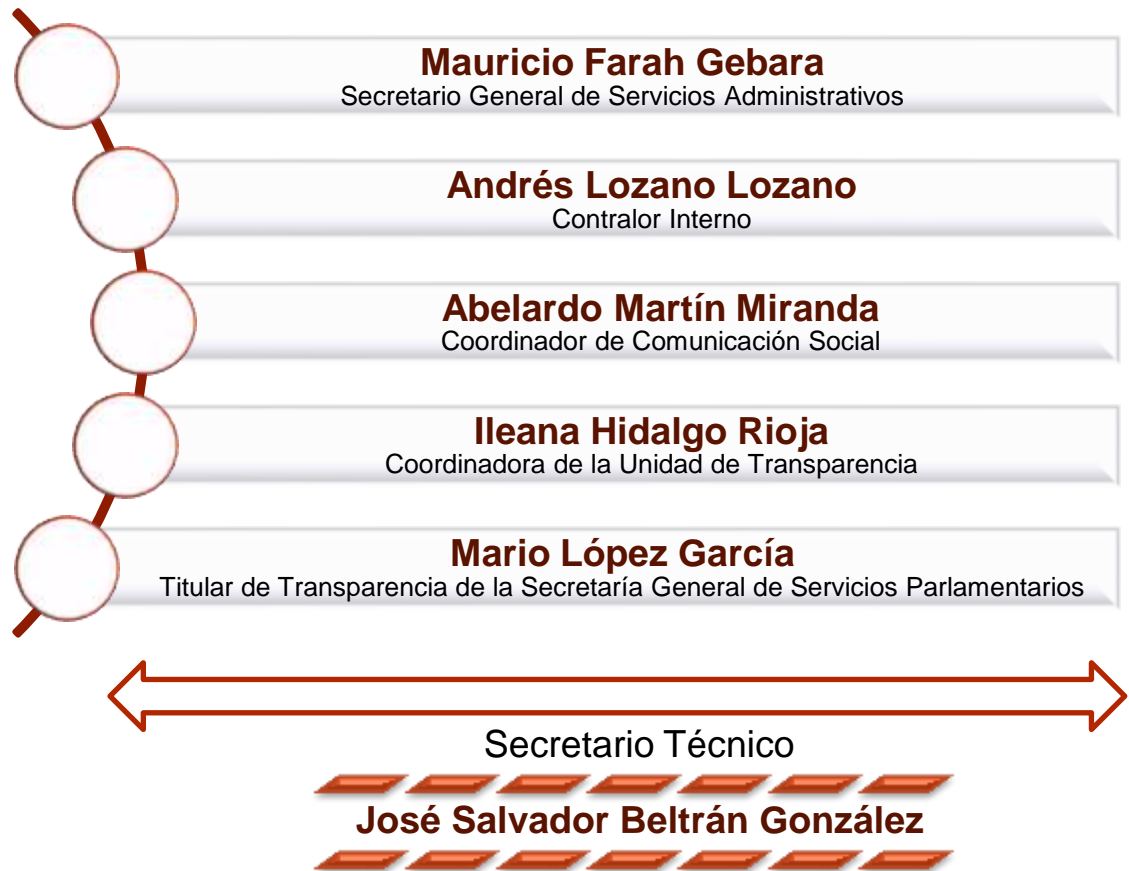 Mauricio Farah Gebara
Secretario General de Servicios Administrativos
Andrés Lozano Lozano
Contralor Interno
Abelardo Martín Miranda
Coordinador de Comunicación Social
Ileana Hidalgo Rioja
Coordinadora de la Unidad de Transparencia
Mario López García
Titular de Transparencia de la Secretaría General de Servicios Parlamentarios
Secretario Técnico
José Salvador Beltrán González